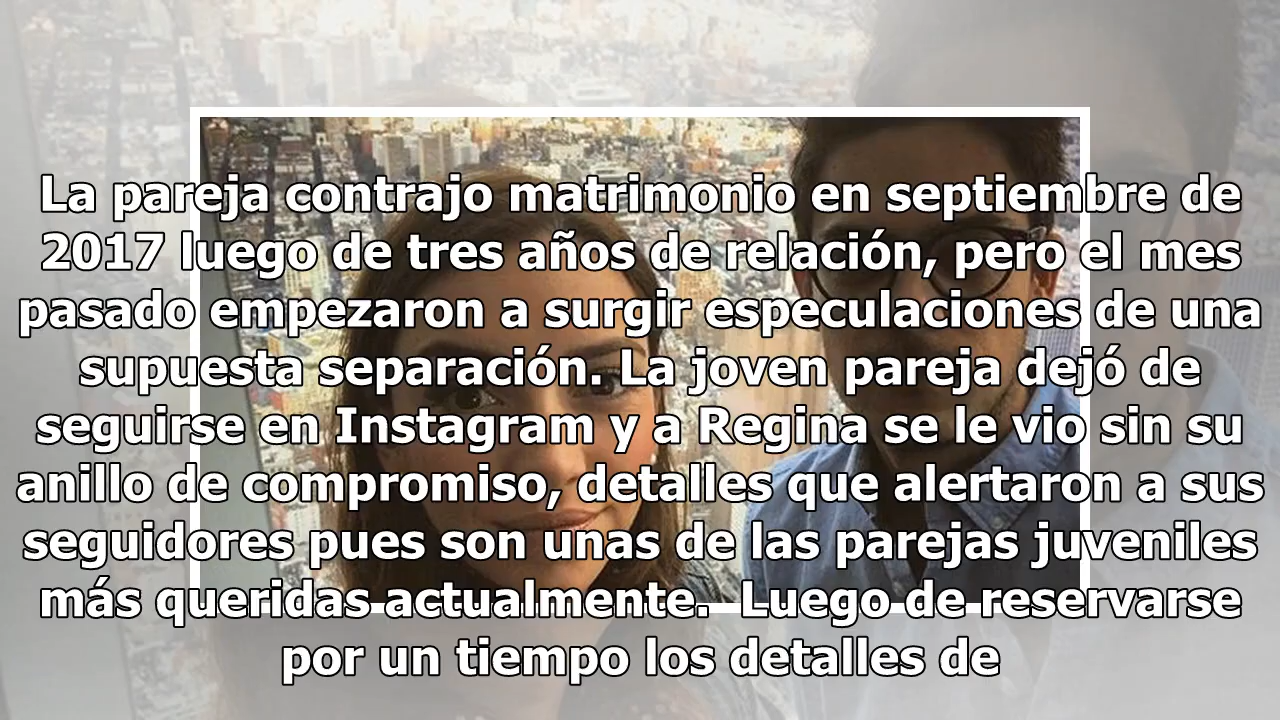 La pareja contrajo matrimonio en septiembre de
2017 luego de tres años de relación, pero el mes
pasado empezaron a surgir especulaciones de una
supuesta separación. La joven pareja dejó de
seguirse en Instagram y a Regina se le vio sin su
anillo de compromiso, detalles que alertaron a sus
seguidores pues son unas de las parejas juveniles
más queridas actualmente.  Luego de reservarse
por un tiempo los detalles de